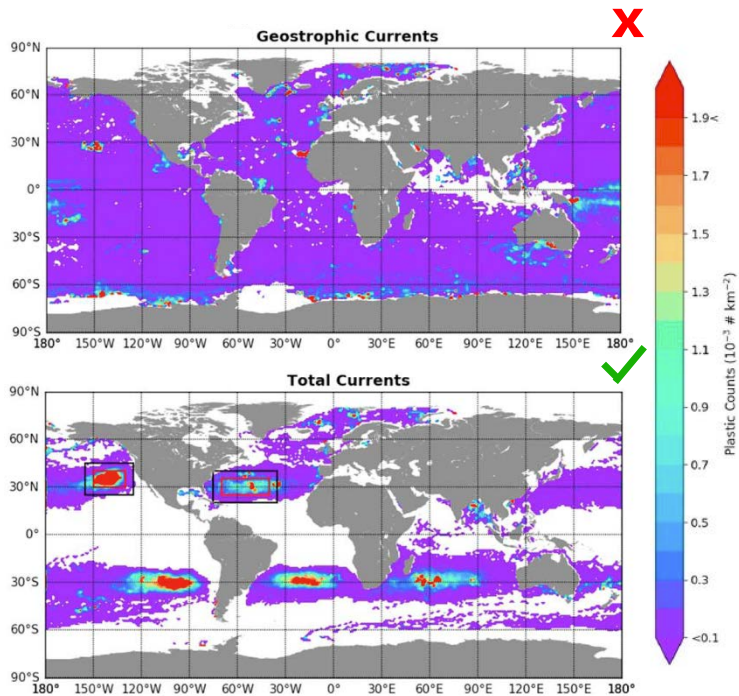 X
Geostrophic Currents
90°N
60°N
30°N
0°
30°S
60°S
90°S
180° 150°W 120°W 90°W 60°W 30°W 0° 30°E 60°E 90°E 120°E 150°E 180°
Total Currents
90°N
60°N
30°N
0°
30°S
60°S
90°S
180° 150°W 120°W 90°W 60°W 30°W 0° 30°E 60°E 90°E 120°E 150°E 180°
1.9<
1.7
1.5
1.3
1.1
0.9
0.7
0.5
0.3
<0.1
Plastic Counts (10⁻³ # km⁻²)